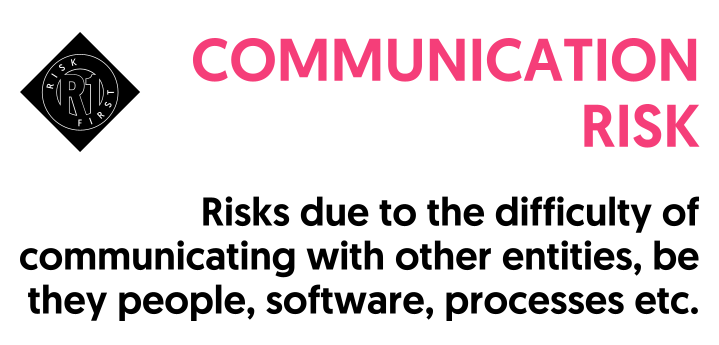 RISK
R1
FIRST
COMMUNICATION
RISK
Risks due to the difficulty of
communicating with other entities, be
they people, software, processes etc.